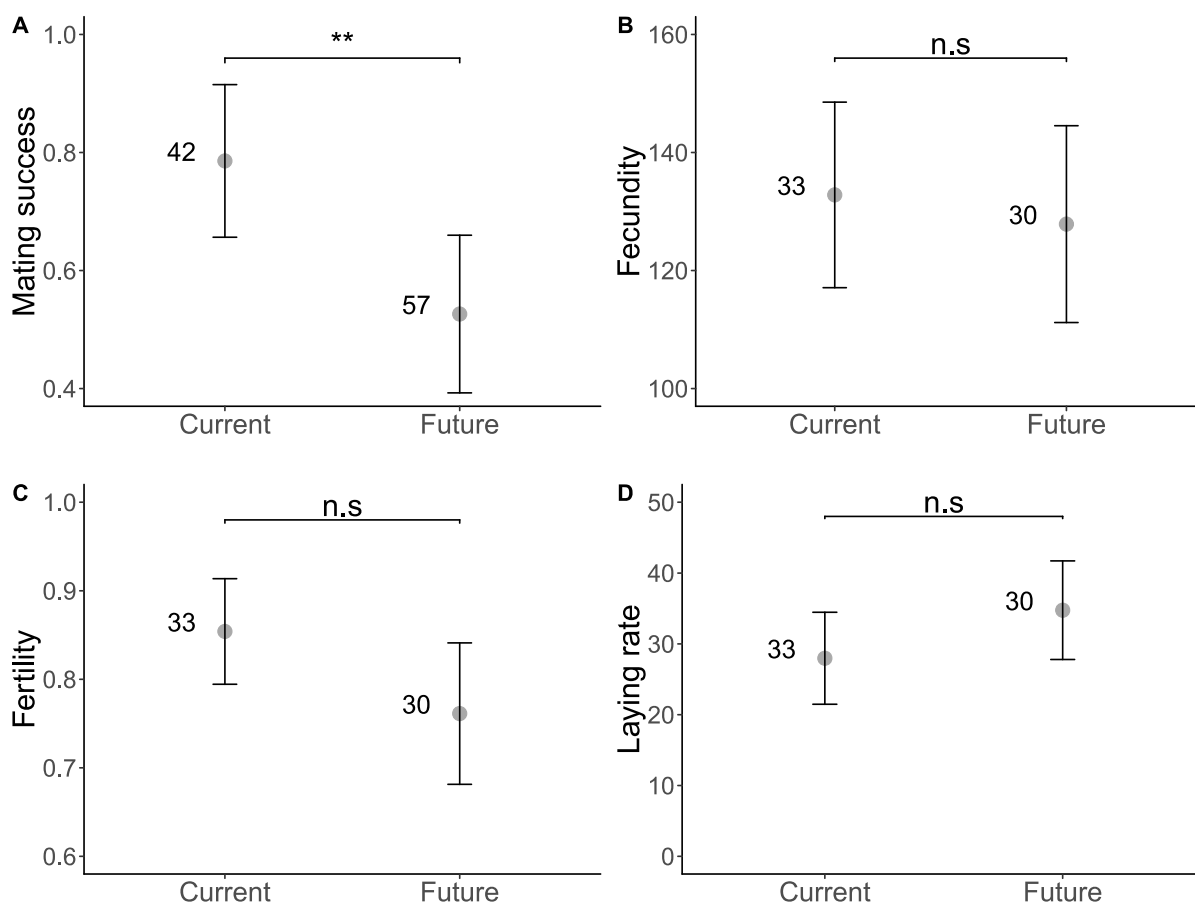 A
Mating success
1.0
0.8
0.6
0.4
**
42
57
Current
Future
B
Fecundity
160
140
120
100
n.s
33
30
Current
Future
C
Fertility
1.0
0.9
0.8
0.7
0.6
n.s
33
30
Current
Future
D
Laying rate
50
40
30
20
10
0
n.s
33
30
Current
Future